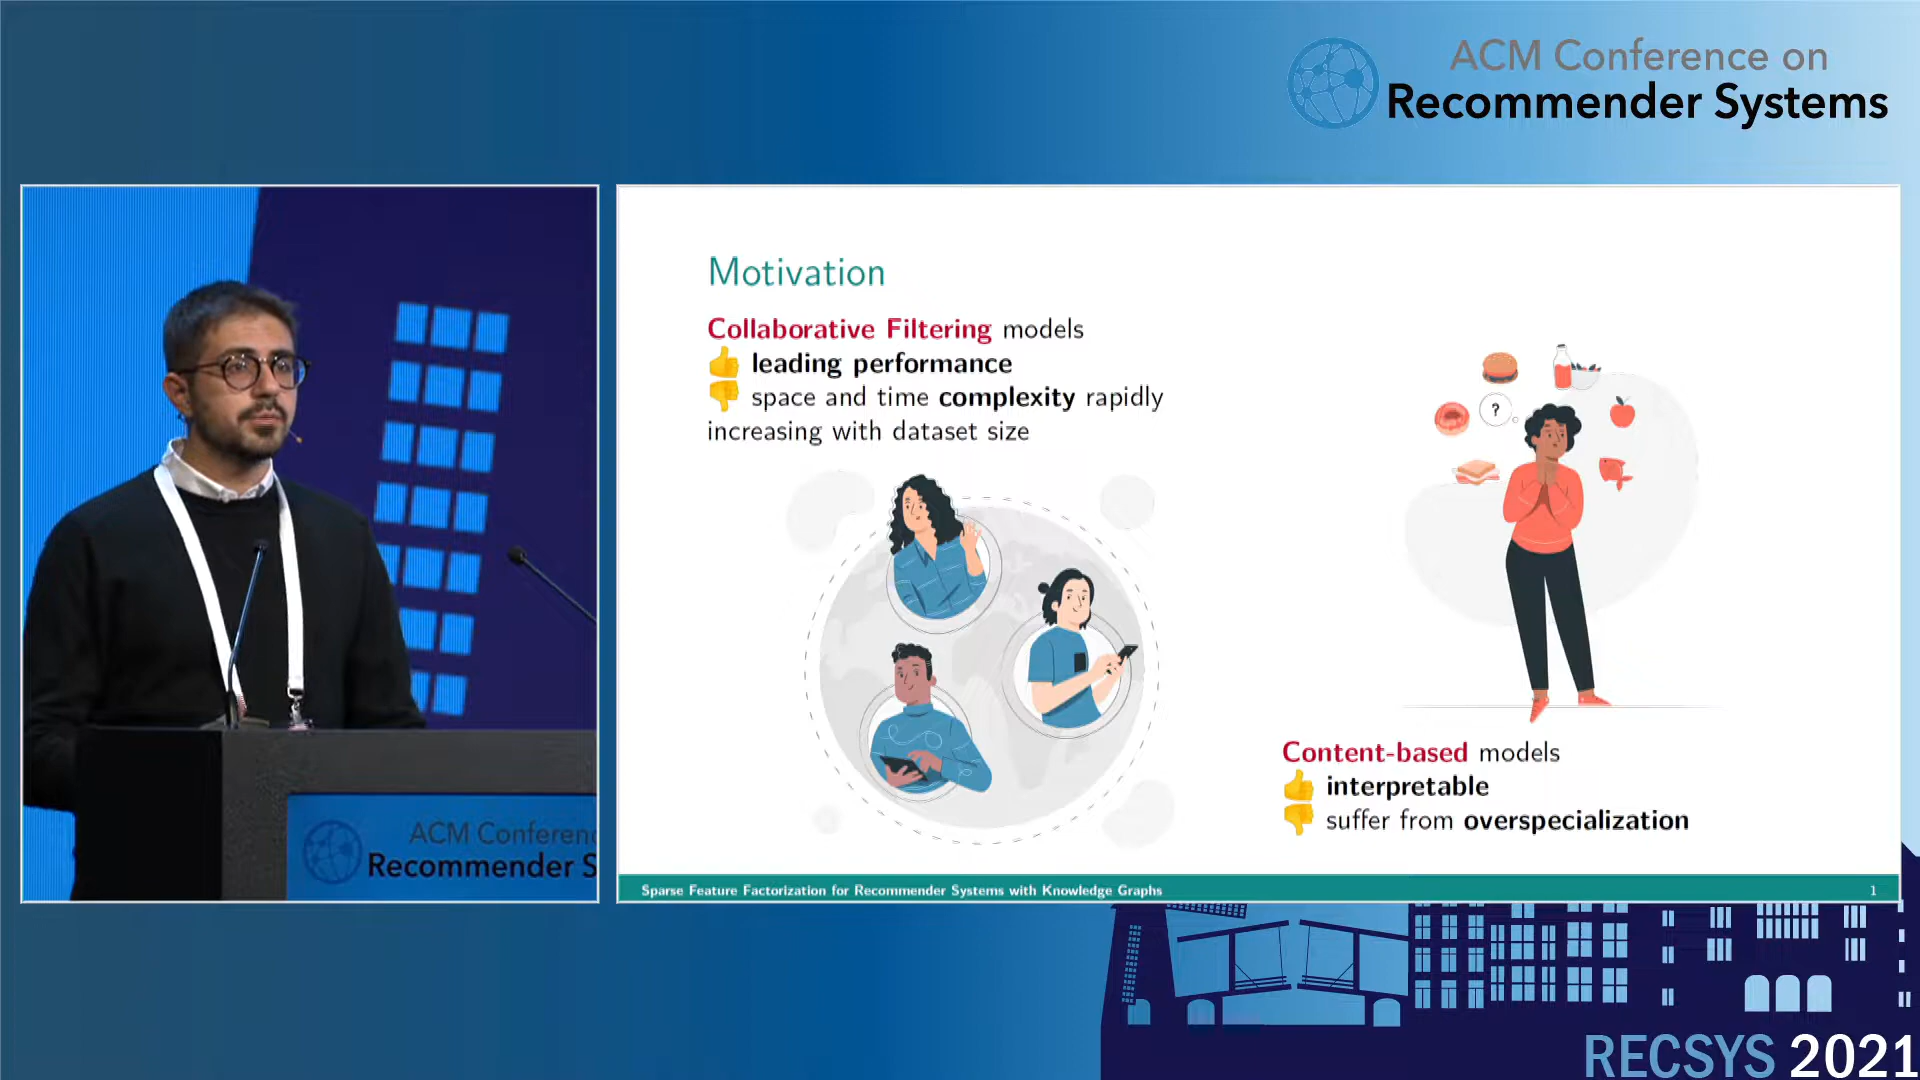 ACM Conference on
Recommender Systems
Motivation
Collaborative Filtering models
leading performance
space and time complexity rapidly
increasing with dataset size
?
Content-based models
interpretable
suffer from overspecialization
Sparse Feature Factorization for Recommender Systems with Knowledge Graphs
1
ACM Conferenc
Recommender S
RECSYS 2021